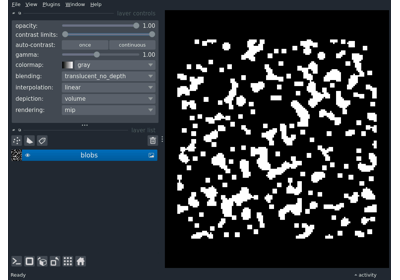 File View Plugins Window Help
layer controls
opacity: 1.00
contrast limits:
auto-contrast: once continuous
gamma: 1.00
colormap: gray
blending: translucent_no_depth
interpolation: linear
depiction: volume
rendering: mip
layer list
blobs
Ready activity